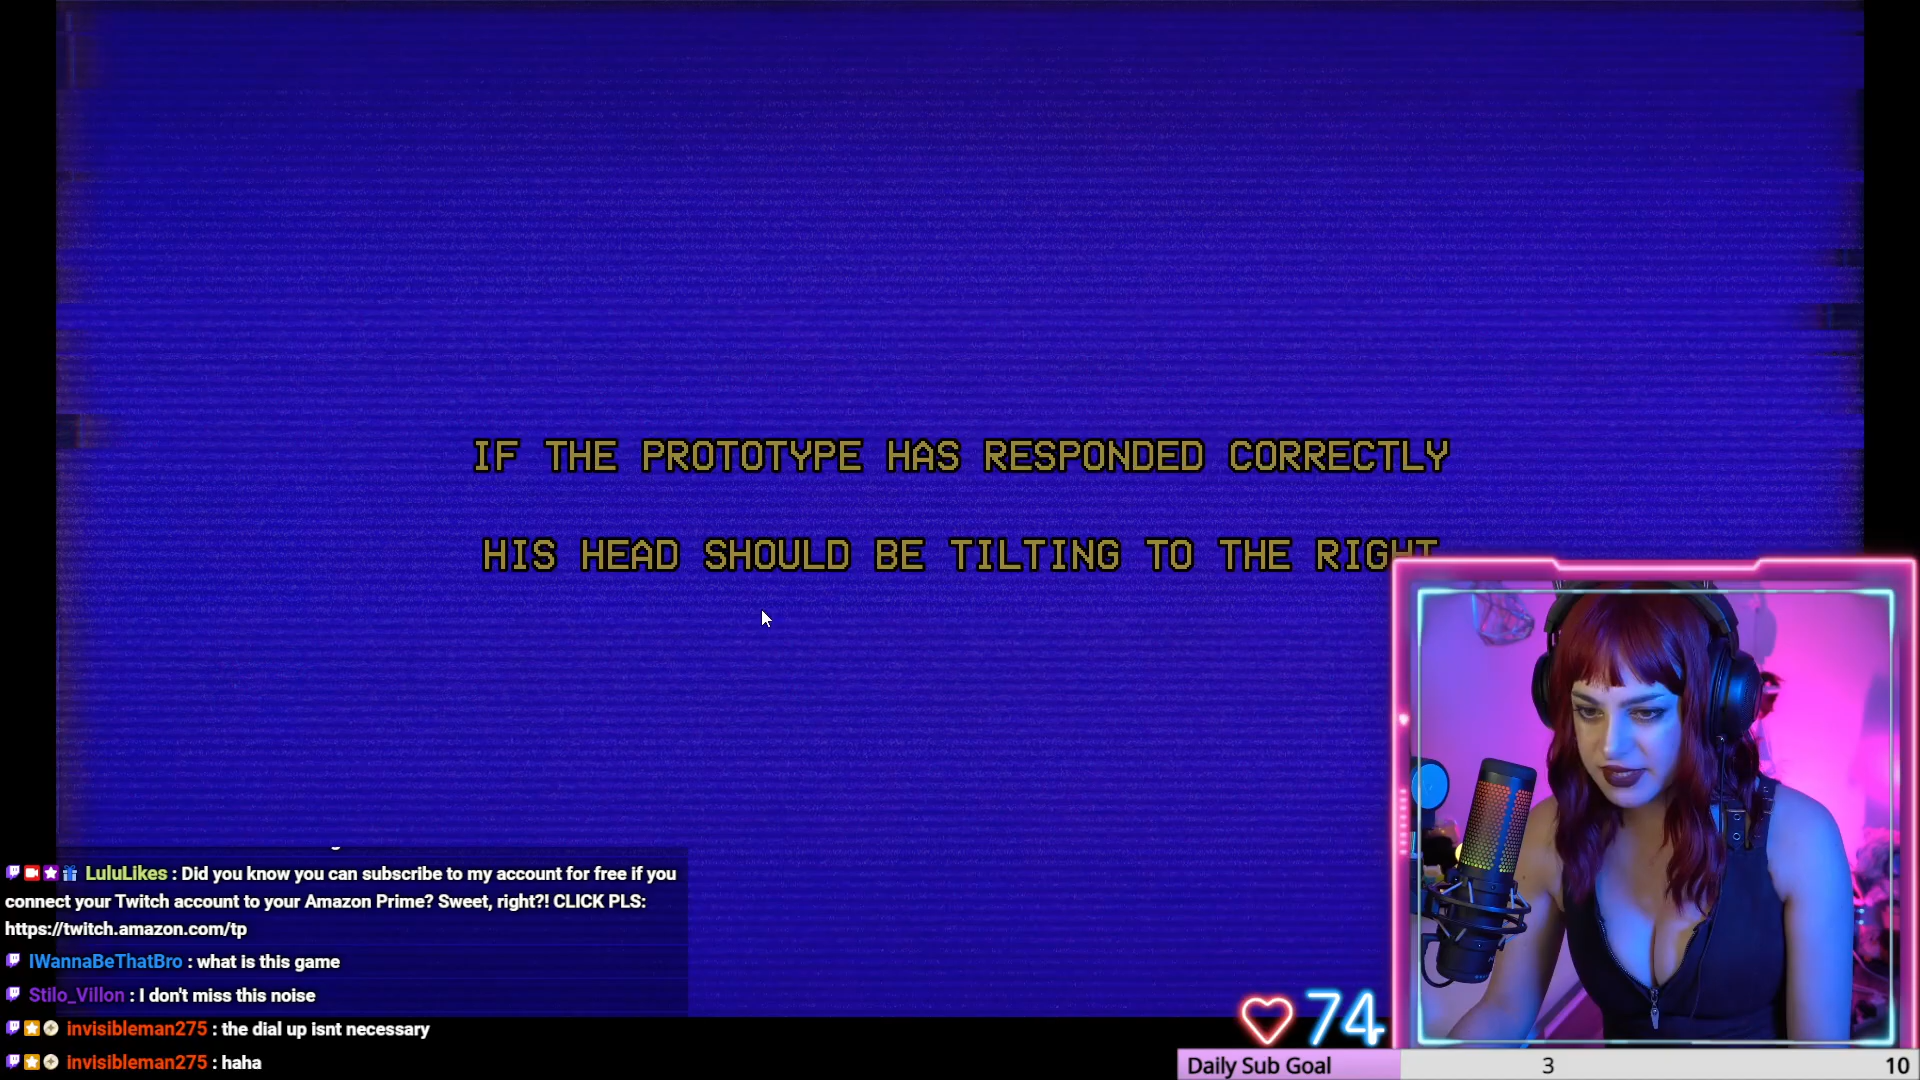 IF THE PROTOTYPE HAS RESPONDED CORRECTLY
HIS HEAD SHOULD BE TILTING TO THE RIGHT
LuluLikes : Did you know you can subscribe to my account for free if you
connect your Twitch account to your Amazon Prime? Sweet, right?! CLICK PLS:
https://twitch.amazon.com/tp
IWannaBeThatBro : what is this game
Stilo_Villon : I don't miss this noise
invisibleman275 : the dial up isnt necessary
invisibleman275 : haha
74
Daily Sub Goal 3 10